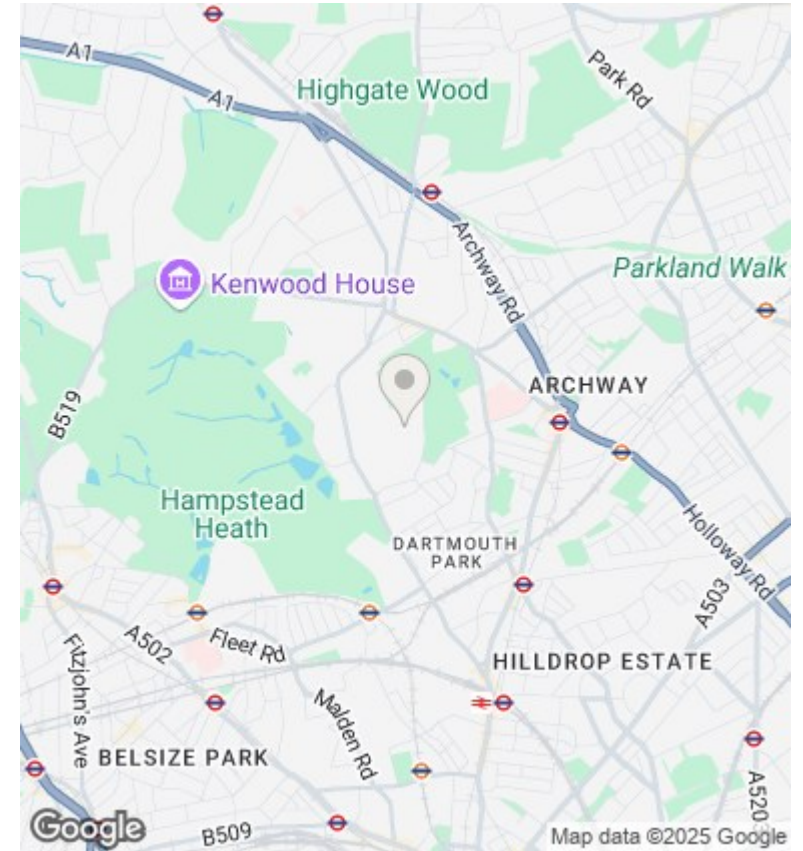 A1
A1
Highgate Wood
Park Rd
Archway Rd
Parkland Walk
Kenwood House
B519
ARCHWAY
Hampstead
Heath
DARTMOUTH
PARK
Holloway Rd
A503
Fitzjohn's Ave
A502
Fleet Rd
HILLDROP ESTATE
Malden Rd
BELSIZE PARK
B509
Google
Map data ©2025 Google